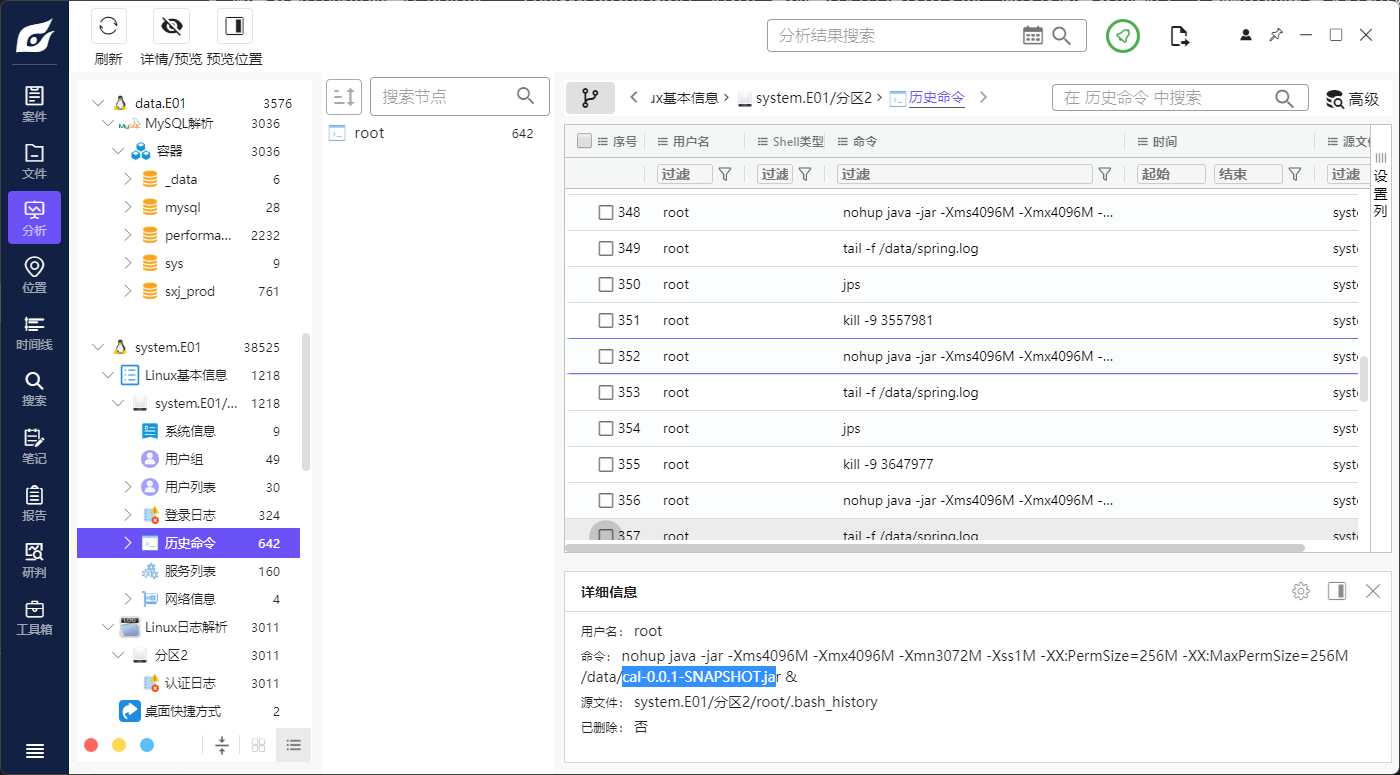 刷新
详情/预览
预览位置
分析结果搜索
案件
文件
分析
位置
时间线
搜索
笔记
报告
研判
工具箱
data.E01 3576
MySQL解析 3036
容器 3036
_data 6
mysql 28
performa... 2232
sys 9
sxj_prod 761
system.E01 38525
Linux基本信息 1218
system.E01/... 1218
系统信息 9
用户组 49
用户列表 30
登录日志 324
历史命令 642
服务列表 160
网络信息 4
Linux日志解析 3011
分区2 3011
认证日志 3011
桌面快捷方式 2
搜索节点
root 642
ux基本信息 system.E01/分区2 历史命令
在 历史命令 中搜索
高级
序号 用户名 Shell类型 命令 时间 源文
过滤 过滤 过滤 起始 结束 过滤
设置列
348 root nohup java -jar -Xms4096M -Xmx4096M -... syst
349 root tail -f /data/spring.log syst
350 root jps syst
351 root kill -9 3557981 syst
352 root nohup java -jar -Xms4096M -Xmx4096M -... syst
353 root tail -f /data/spring.log syst
354 root jps syst
355 root kill -9 3647977 syst
356 root nohup java -jar -Xms4096M -Xmx4096M -... syst
357 root tail -f /data/spring.log syst
详细信息
用户名： root
命令： nohup java -jar -Xms4096M -Xmx4096M -Xmn3072M -Xss1M -XX:PermSize=256M -XX:MaxPermSize=256M
/data/cal-0.0.1-SNAPSHOT.jar &
源文件： system.E01/分区2/root/.bash_history
已删除： 否